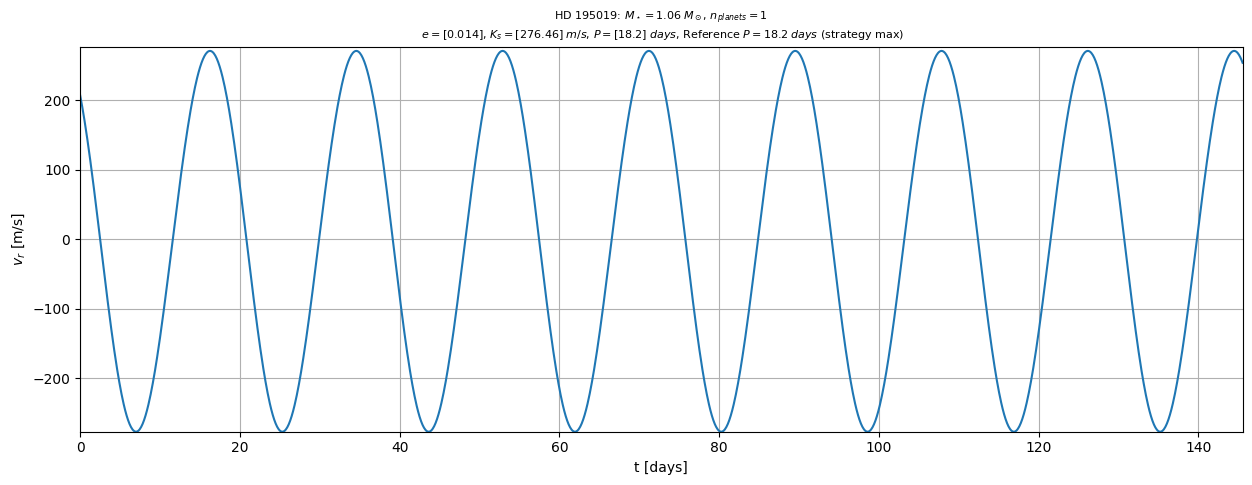 HD 195019: M⋆ = 1.06 M⊙, n_planets = 1
e = [0.014], K_s = [276.46] m/s, P = [18.2] days, Reference P = 18.2 days (strategy max)
v_r [m/s]
200
100
0
−100
−200
0 20 40 60 80 100 120 140
t [days]